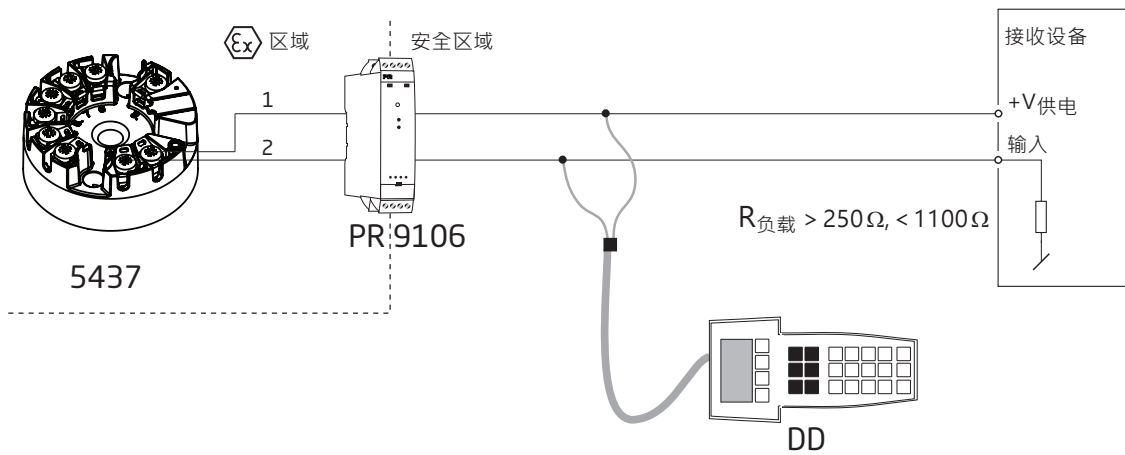 Ex 区域
安全区域
接收设备
PR
1
+V供电
2
输入
R负载 > 250Ω, < 1100Ω
PR 9106
5437
DD